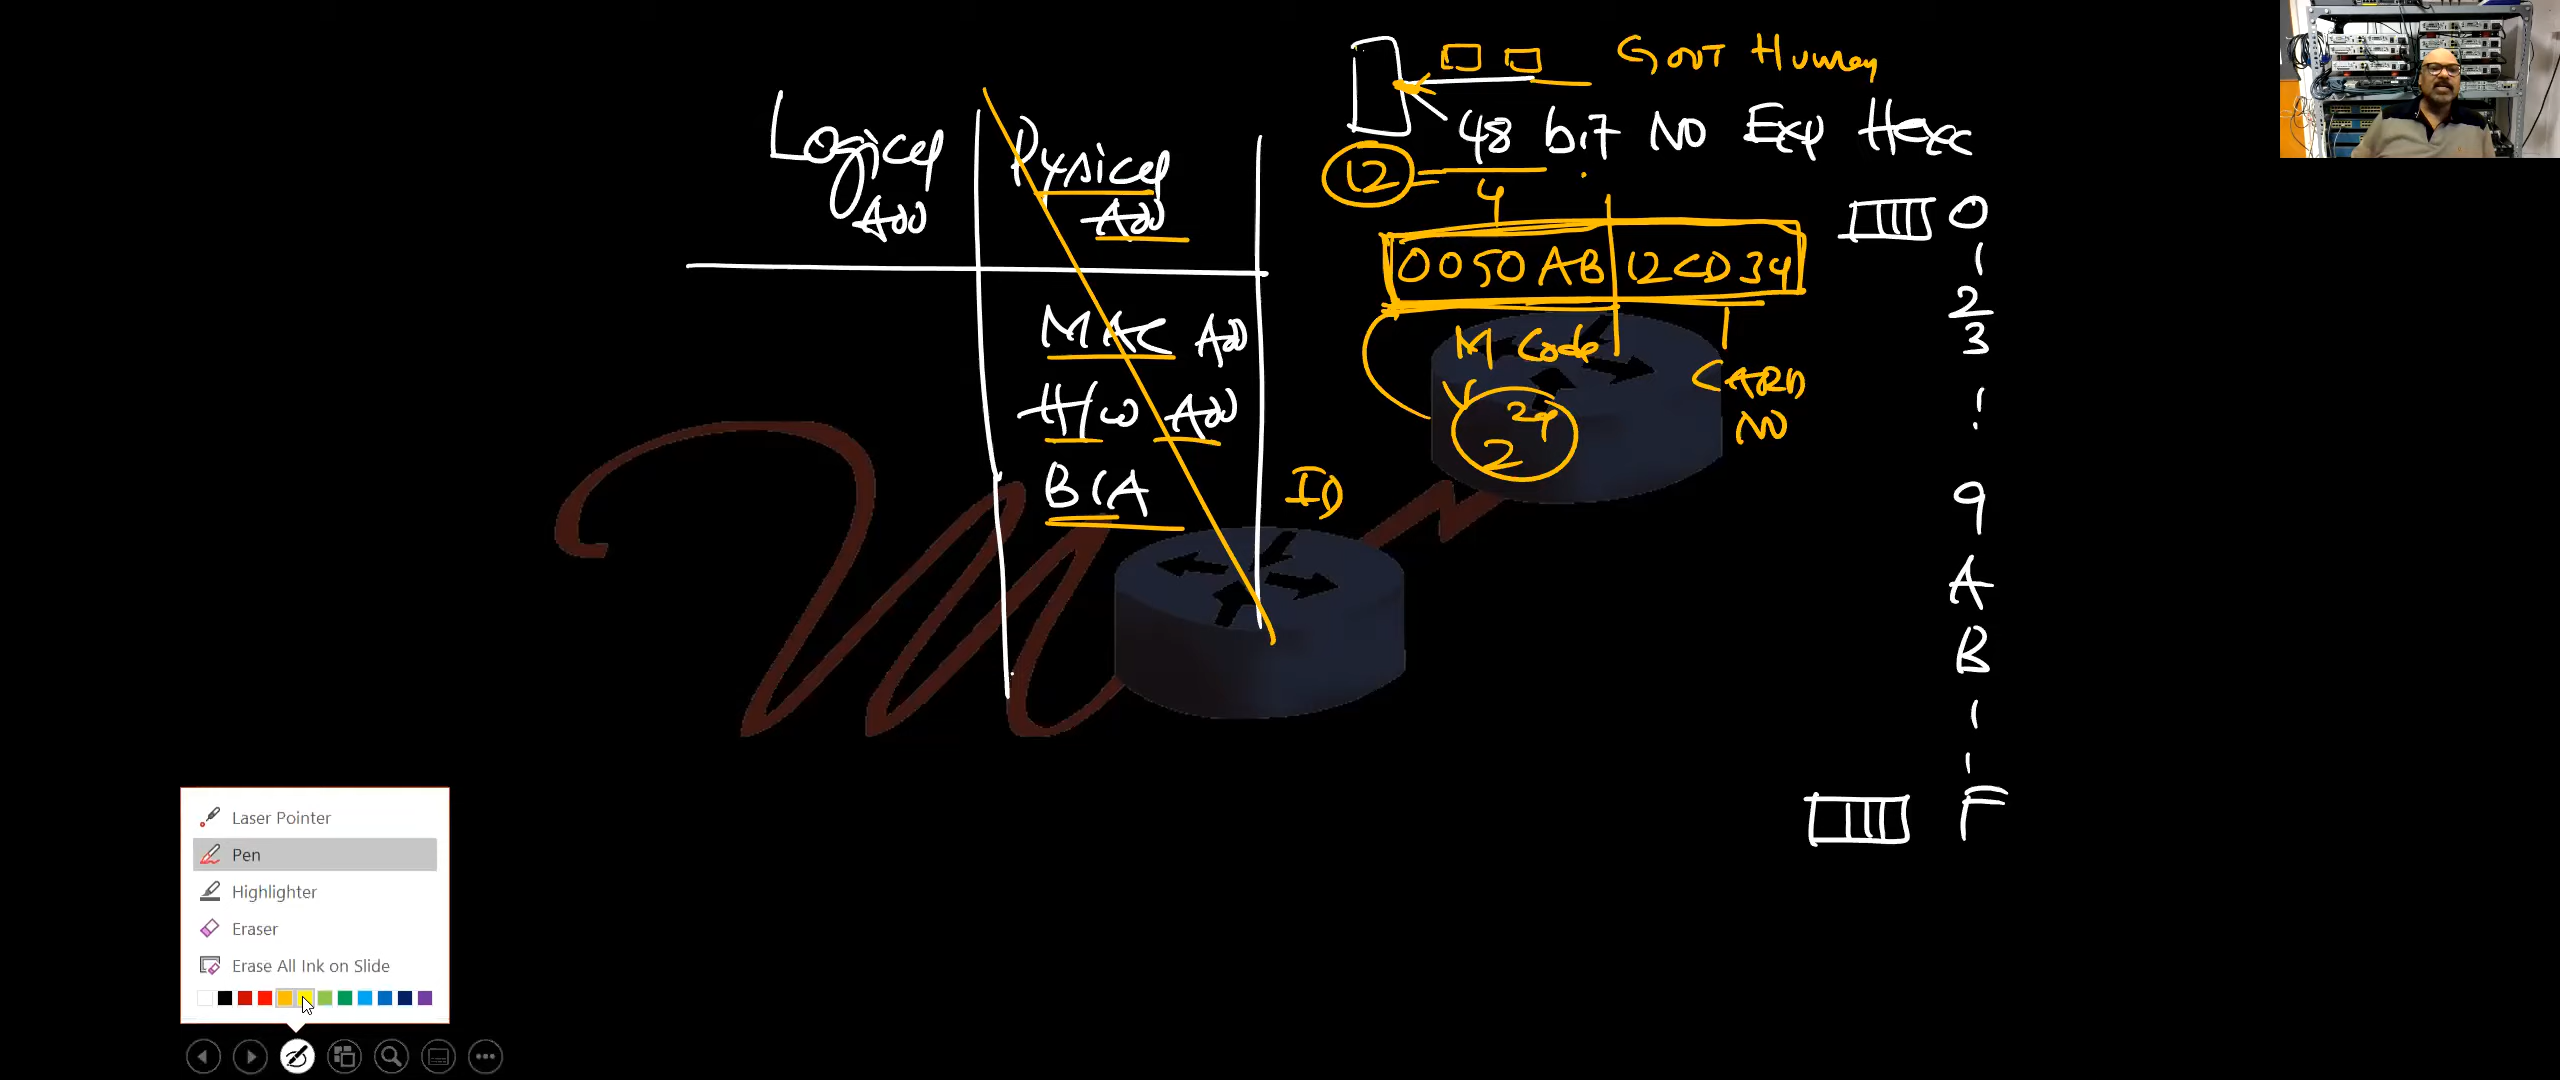 Logical
Add
Pysical
Add
MAC Add
H/W Add
BIA
ID
Govt
48 bit NO Exp Hexa
12 =
4
0050AB 12CD34
M Code
24
2
CARD
NO
0
1
2
3
9
A
B
F
Laser Pointer
Pen
Highlighter
Eraser
Erase All Ink on Slide